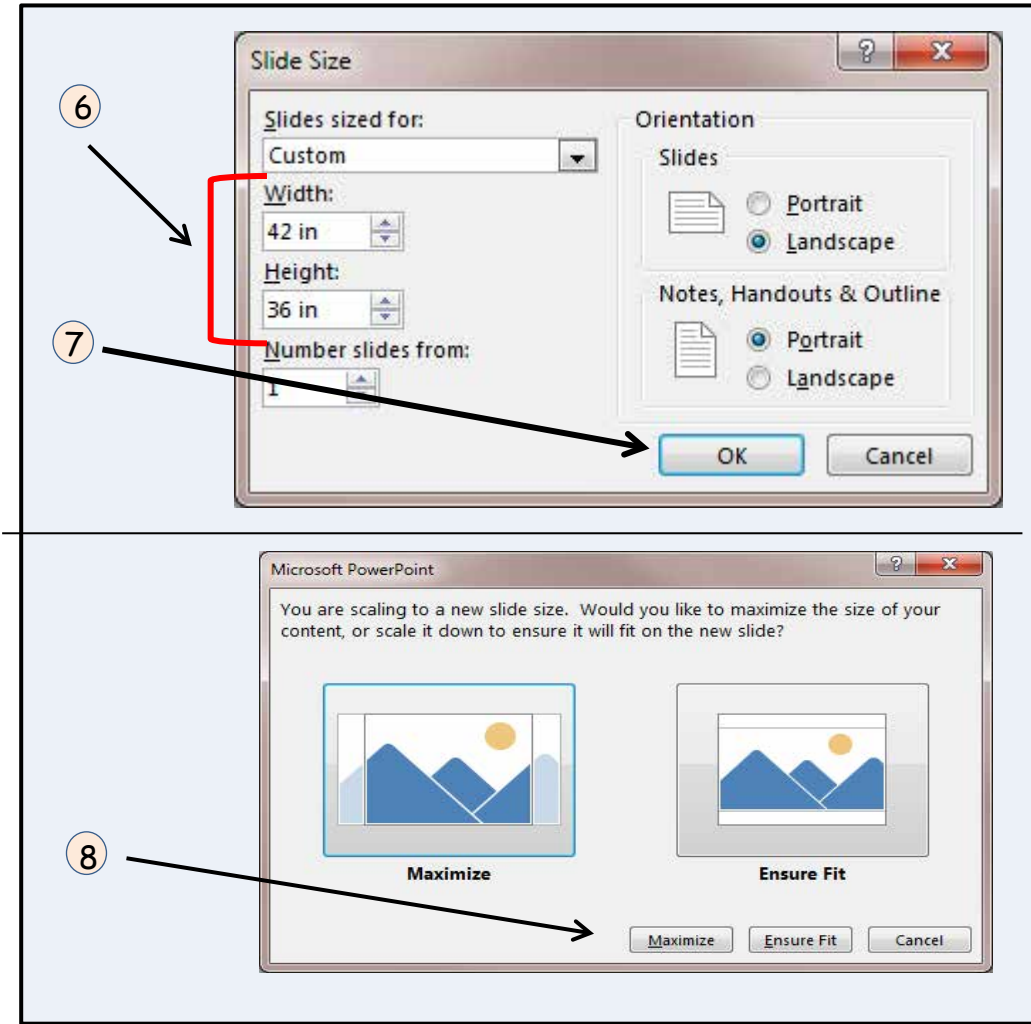 Slide Size
6
Slides sized for:
Custom
Width:
42 in
Height:
36 in
7
Number slides from:
1
Orientation
Slides
Portrait
Landscape
Notes, Handouts & Outline
Portrait
Landscape
OK
Cancel
Microsoft PowerPoint
You are scaling to a new slide size. Would you like to maximize the size of your
content, or scale it down to ensure it will fit on the new slide?
8
Maximize
Ensure Fit
Maximize
Ensure Fit
Cancel